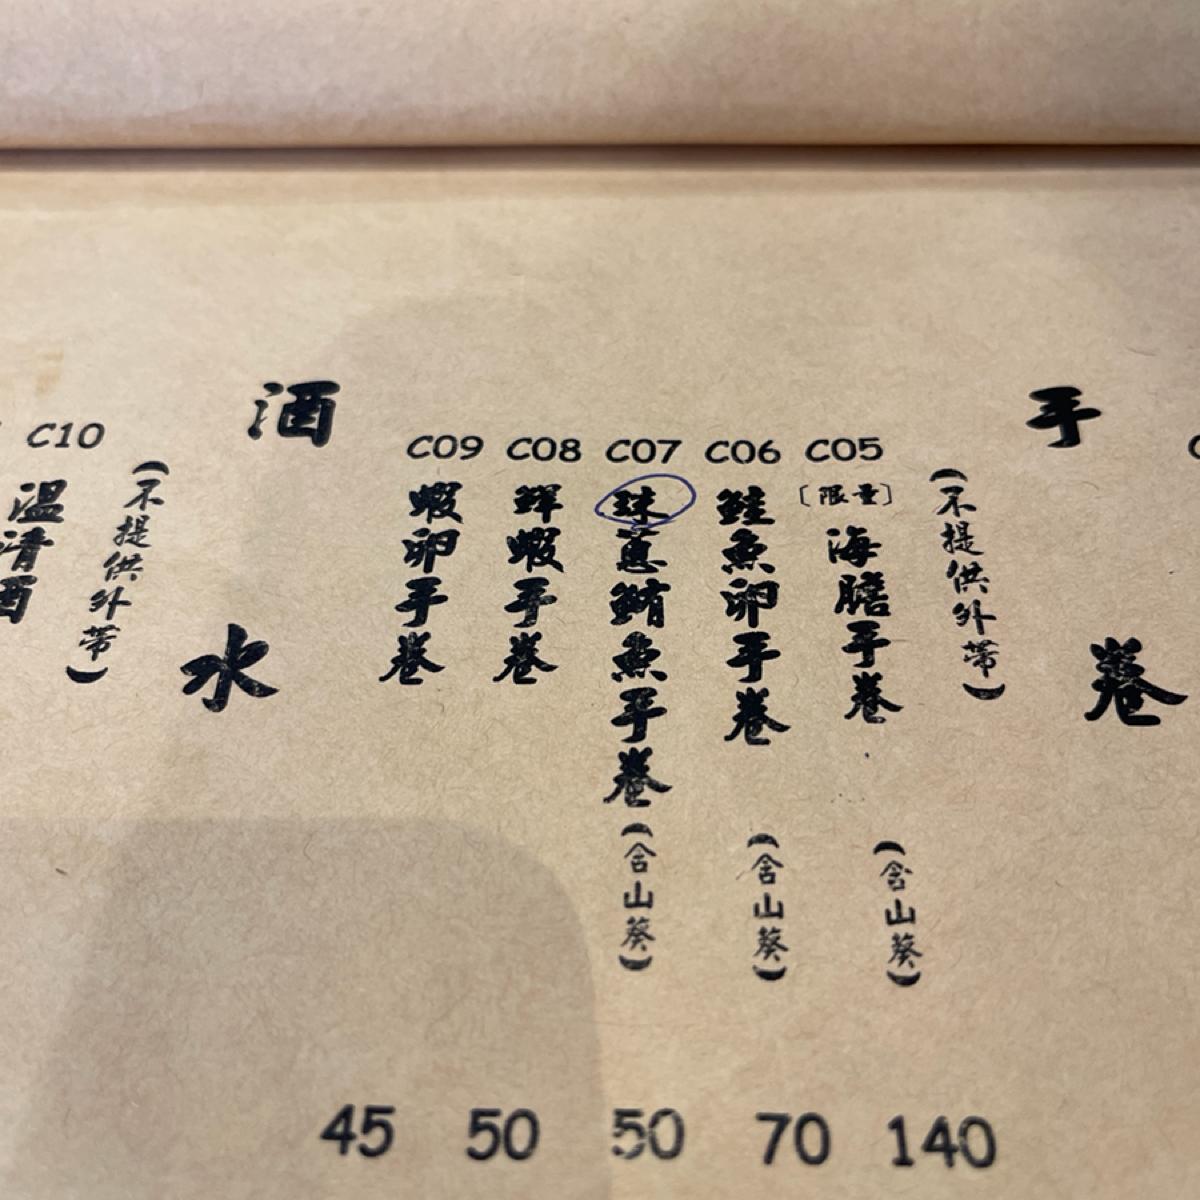 手卷
(不提供外帶)
C05
〔限量〕
海膽手卷
(含山葵)
140
C06
鮭魚卵手卷
(含山葵)
70
C07
珠蔥鮪魚手卷
(含山葵)
50
C08
鮮蝦手卷
50
C09
蝦卵手卷
45
酒水
(不提供外帶)
C10
溫清酒